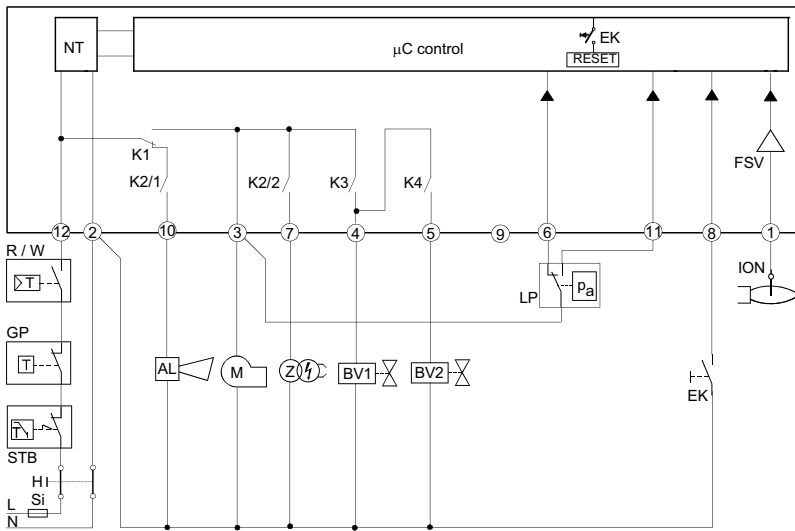 NT
µC control
EK
RESET
K1
K2/1
K2/2
K3
K4
FSV
12
2
10
3
7
4
5
9
6
11
8
1
R / W
T
LP
pa
ION
GP
T
AL
M
Z
BV1
BV2
EK
T
STB
H
Si
L
N